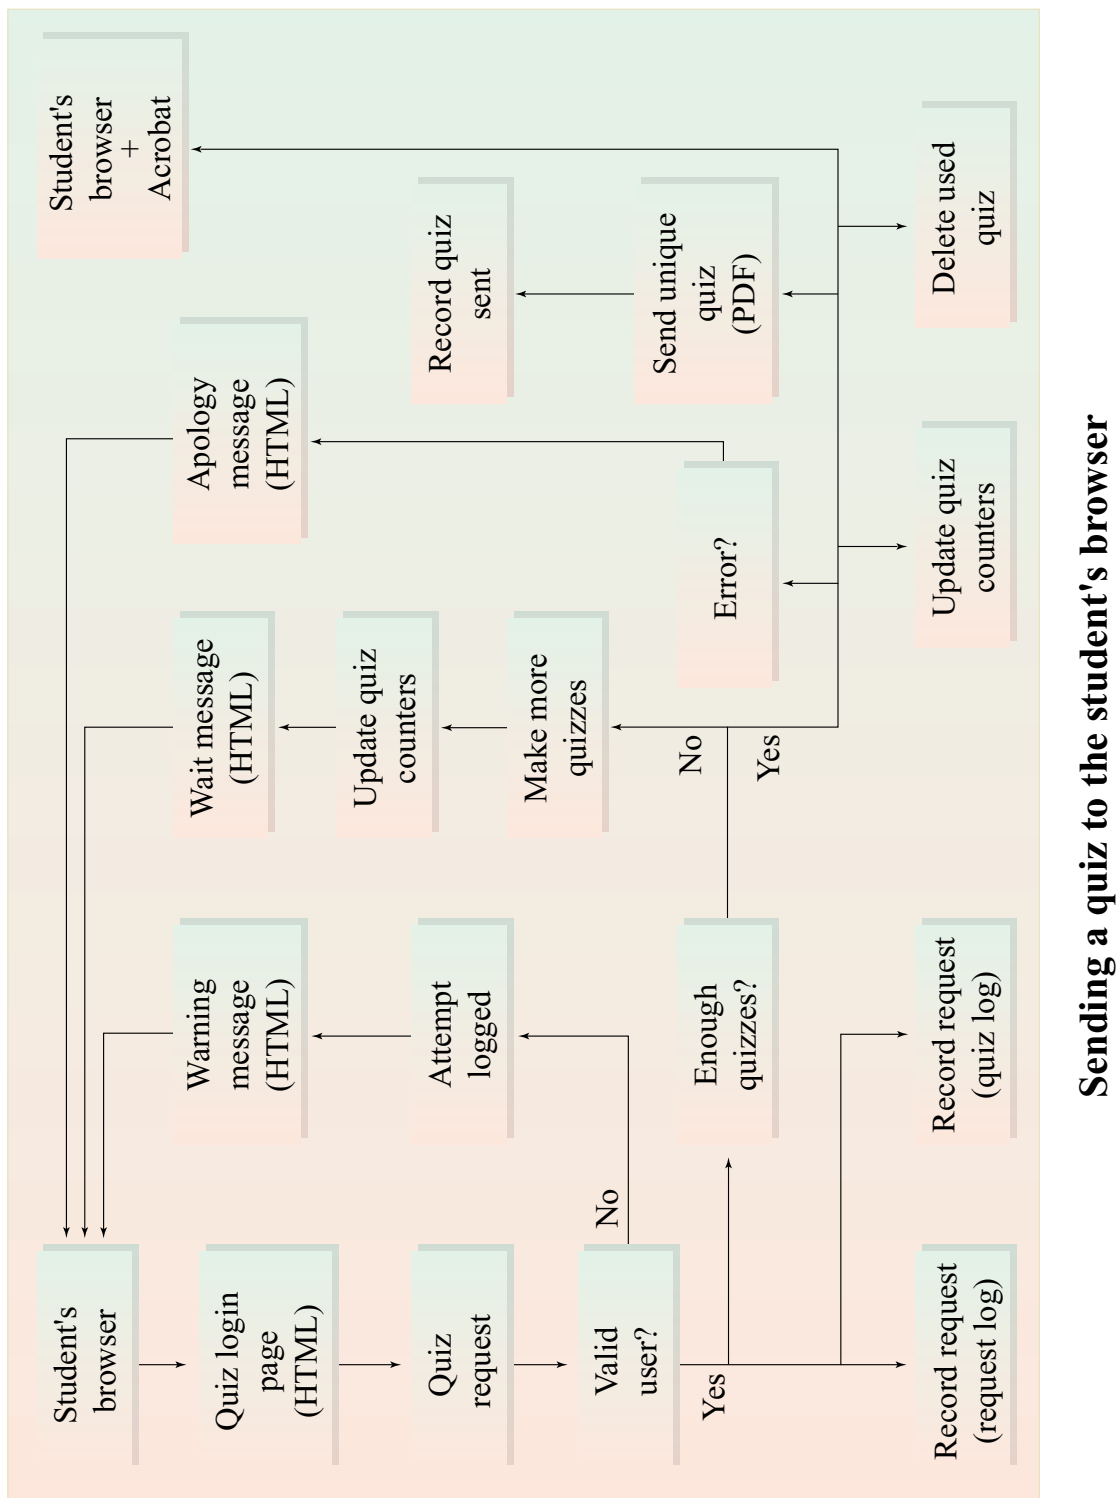 Student's
browser
Quiz login
page
(HTML)
Quiz
request
Valid
user?
No
Yes
Record request
(request log)
Warning
message
(HTML)
Attempt
logged
Enough
quizzes?
Record request
(quiz log)
Wait message
(HTML)
Update quiz
counters
Make more
quizzes
No
Yes
Apology
message
(HTML)
Error?
Update quiz
counters
Student's
browser
+
Acrobat
Record quiz
sent
Send unique
quiz
(PDF)
Delete used
quiz
Sending a quiz to the student's browser